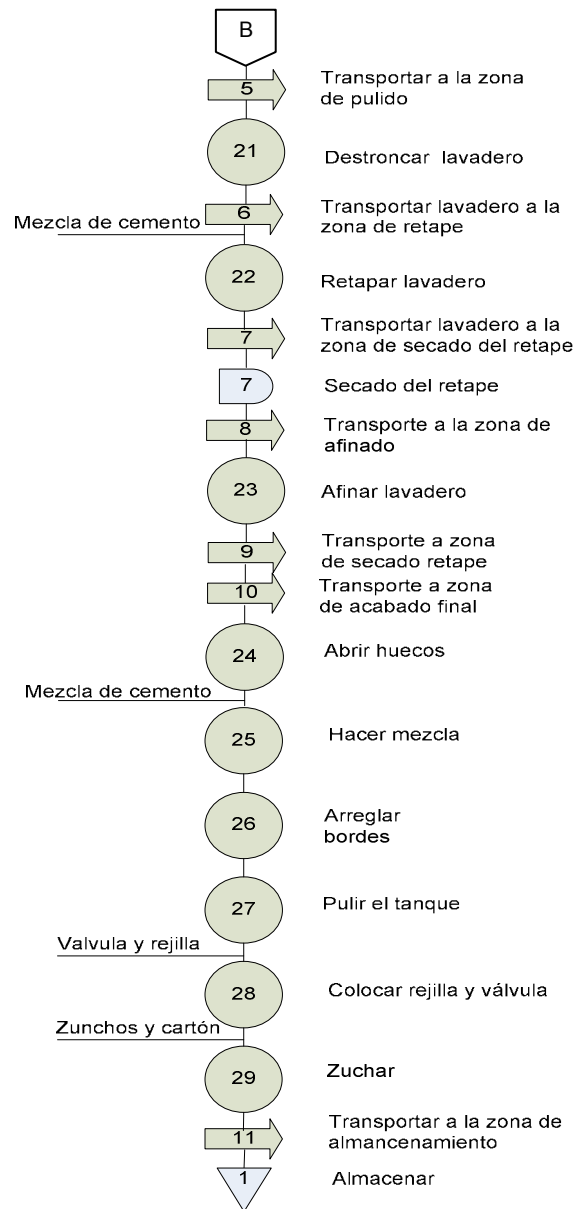 B
5
Transportar a la zona
de pulido
21
Destroncar lavadero
6
Transportar lavadero a la
zona de retape
Mezcla de cemento
22
Retapar lavadero
7
Transportar lavadero a la
zona de secado del retape
7
Secado del retape
8
Transporte a la zona de
afinado
23
Afinar lavadero
9
Transporte a zona
de secado retape
10
Transporte a zona
de acabado final
24
Abrir huecos
Mezcla de cemento
25
Hacer mezcla
26
Arreglar
bordes
27
Pulir el tanque
Valvula y rejilla
28
Colocar rejilla y válvula
Zunchos y cartón
29
Zuchar
11
Transportar a la zona de
almancenamiento
1
Almacenar